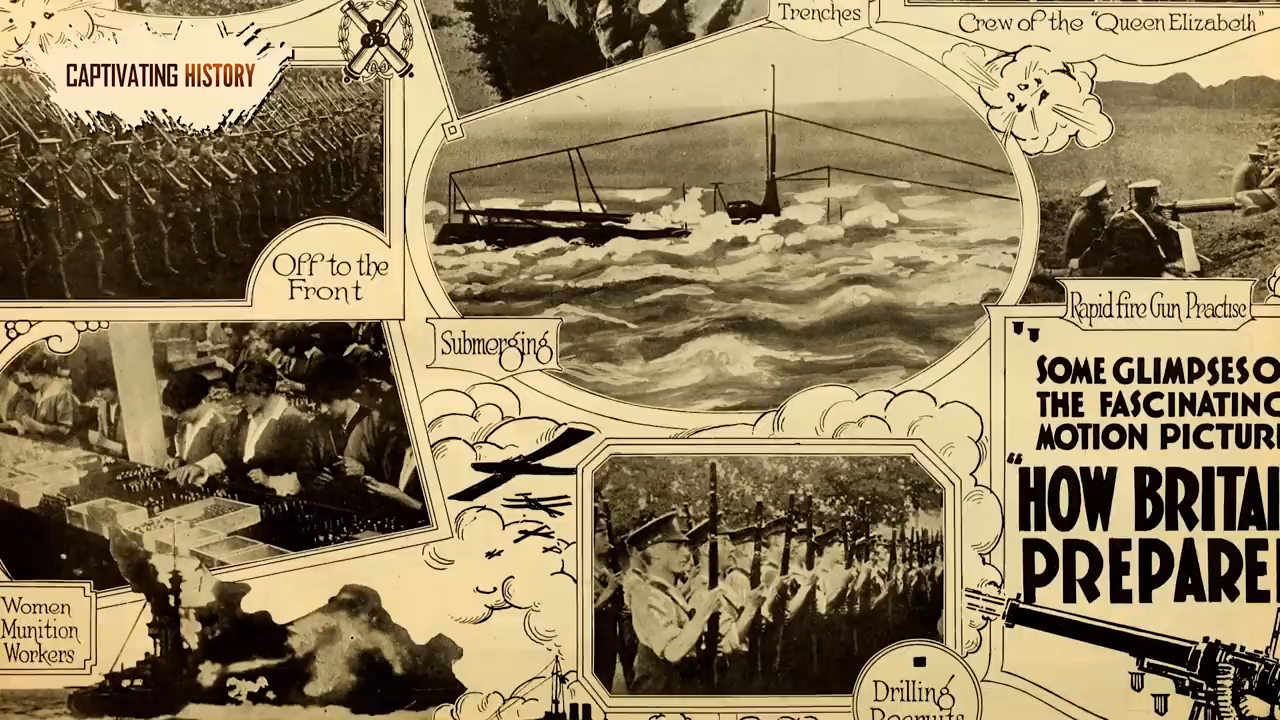 Trenches
Crew of the "Queen Elizabeth"
CAPTIVATING HISTORY
Off to the
Front
Rapid fire Gun Practise
Submerging
SOME GLIMPSES O
THE FASCINATING
MOTION PICTUR
"HOW BRITAI
PREPARE
Women
Munition
Workers
Drilling
Recruits